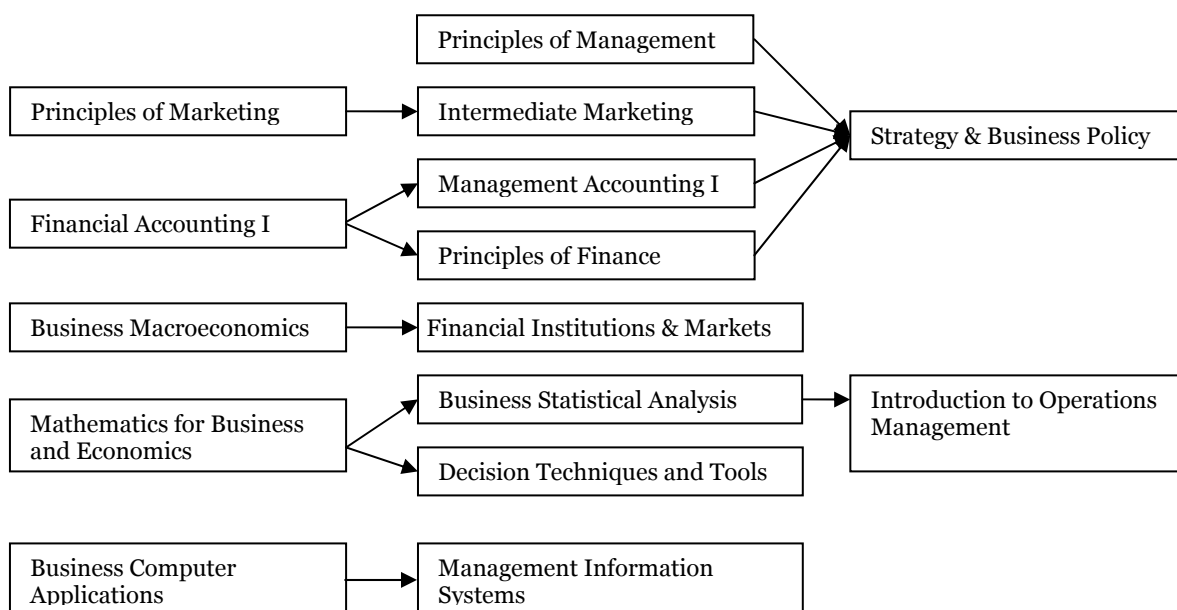 Principles of Management
Principles of Marketing
Intermediate Marketing
Strategy & Business Policy
Management Accounting I
Financial Accounting I
Principles of Finance
Business Macroeconomics
Financial Institutions & Markets
Business Statistical Analysis
Introduction to Operations
Management
Mathematics for Business
and Economics
Decision Techniques and Tools
Business Computer
Applications
Management Information
Systems